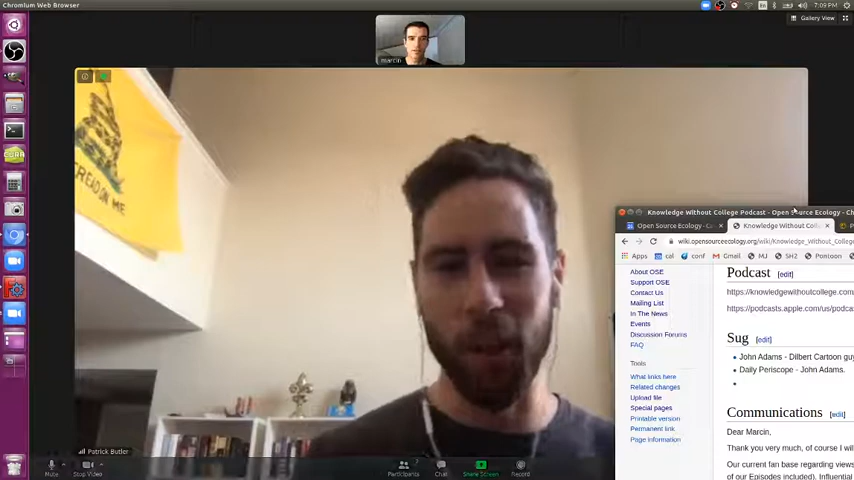 Chromium Web Browser
7:09 PM
Gallery View
marcin
READ ON ME
Knowledge Without College Podcast - Open Source Ecology - Ch
Open Source Ecology - C
Knowledge Without Coll
wiki.opensourceecology.org/wiki/Knowledge_Without_Colleg
Apps
cal
conf
Gmail
MJ
SH2
Pontoon
About OSE
Support OSE
Contact Us
Mailing List
In The News
Events
Discussion Forums
FAQ
Tools
What links here
Related changes
Upload file
Special pages
Printable version
Permanent link
Page information
Podcast [edit]
https://knowledgewithoutcollege.com
https://podcasts.apple.com/us/podca
Sug [edit]
John Adams - Dilbert Cartoon guy
Daily Periscope - John Adams.
Communications [edit]
Dear Marcin,
Thank you very much, of course I wil
Our current fan base regarding views
of our Episodes included). Influential
Patrick Butler
Mute
Stop Video
Participants
Chat
Share Screen
Record